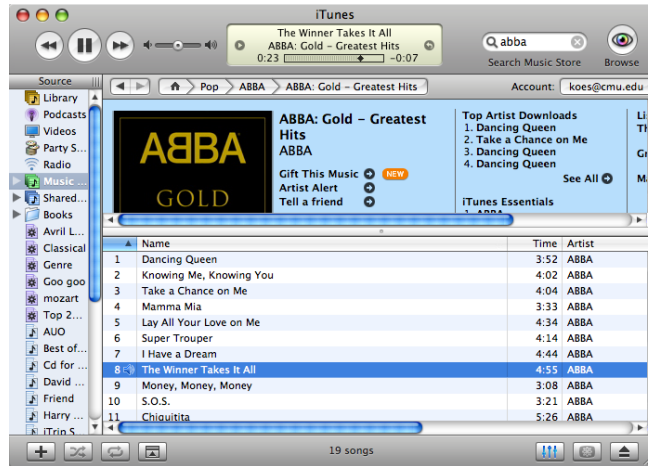 iTunes
The Winner Takes It All
ABBA: Gold – Greatest Hits
0:23 -0:07
abba
Search Music Store Browse
Source
Library
Podcasts
Videos
Party S...
Radio
Music ...
Shared...
Books
Avril L...
Classical
Genre
Goo goo
mozart
Top 2...
AUO
Best of...
Cd for ...
David ...
Friend
Harry ...
iTrip S
Pop ABBA ABBA: Gold – Greatest Hits Account: koes@cmu.ed
ABBA
GOLD
ABBA: Gold – Greatest
Hits
ABBA
Gift This Music NEW
Artist Alert
Tell a friend
Top Artist Downloads
1. Dancing Queen
2. Take a Chance on Me
3. Dancing Queen
4. Dancing Queen
See All
iTunes Essentials
1. ABBA
Name Time Artist
1 Dancing Queen 3:52 ABBA
2 Knowing Me, Knowing You 4:02 ABBA
3 Take a Chance on Me 4:04 ABBA
4 Mamma Mia 3:33 ABBA
5 Lay All Your Love on Me 4:34 ABBA
6 Super Trouper 4:14 ABBA
7 I Have a Dream 4:44 ABBA
8 The Winner Takes It All 4:55 ABBA
9 Money, Money, Money 3:08 ABBA
10 S.O.S. 3:21 ABBA
11 Chiquitita 5:26 ABBA
19 songs